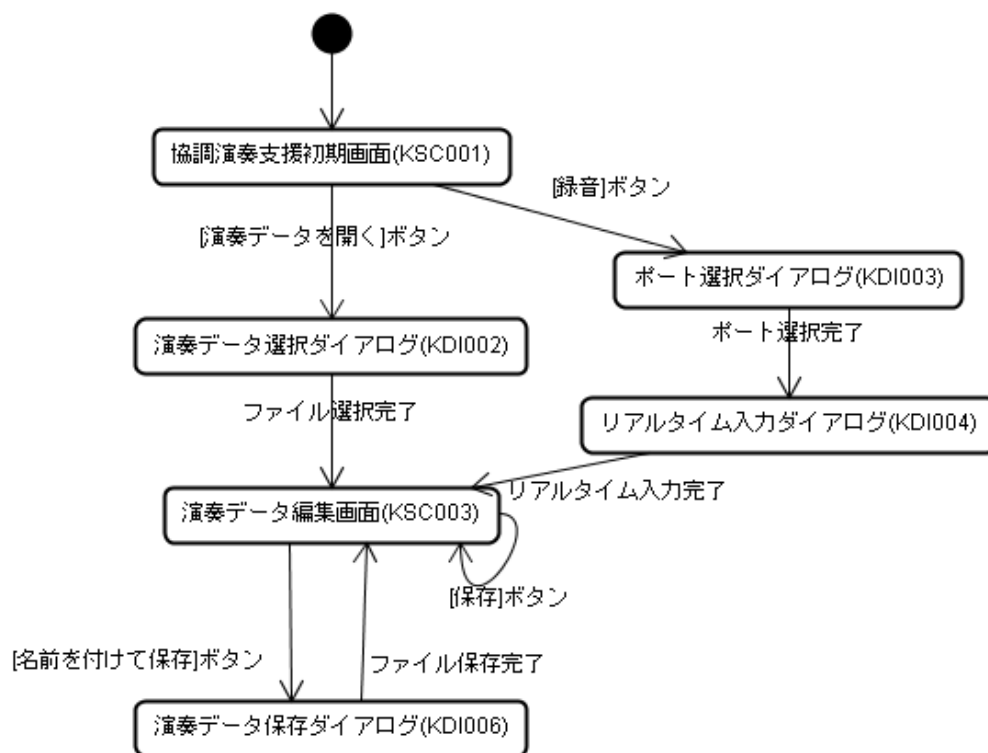 協調演奏支援初期画面(KSC001)
[録音]ボタン
[演奏データを開く]ボタン
ポート選択ダイアログ(KDI003)
ポート選択完了
演奏データ選択ダイアログ(KDI002)
ファイル選択完了
リアルタイム入力ダイアログ(KDI004)
リアルタイム入力完了
演奏データ編集画面(KSC003)
[保存]ボタン
[名前を付けて保存]ボタン
ファイル保存完了
演奏データ保存ダイアログ(KDI006)